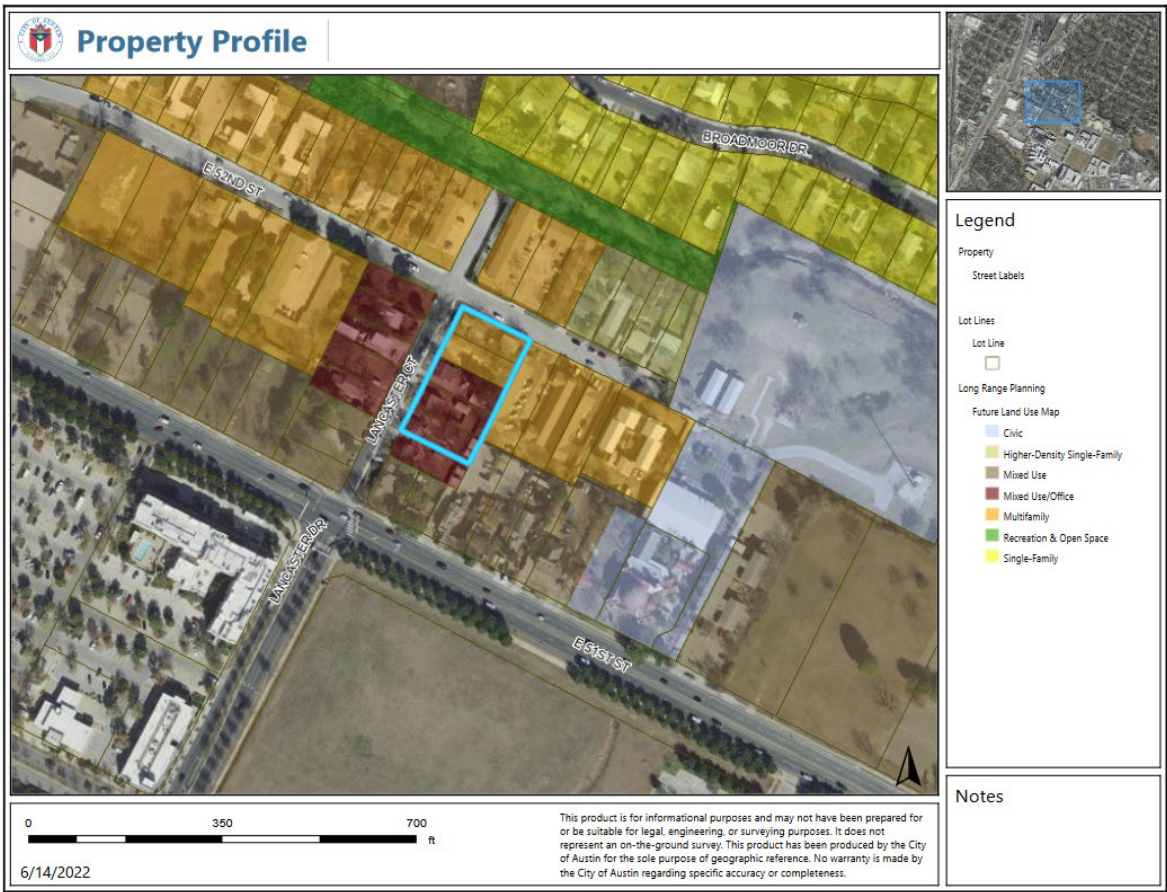 CITY OF AUSTIN
Property Profile
BROADMOOR DR.
E 52ND ST
LANCASTER CT
LANCASTER DR
E 51ST ST
Legend
Property
Street Labels
Lot Lines
Lot Line
Long Range Planning
Future Land Use Map
Civic
Higher-Density Single-Family
Mixed Use
Mixed Use/Office
Multifamily
Recreation & Open Space
Single-Family
Notes
0 350 700
ft
6/14/2022
This product is for informational purposes and may not have been prepared for
or be suitable for legal, engineering, or surveying purposes. It does not
represent an on-the-ground survey. This product has been produced by the City
of Austin for the sole purpose of geographic reference. No warranty is made by
the City of Austin regarding specific accuracy or completeness.